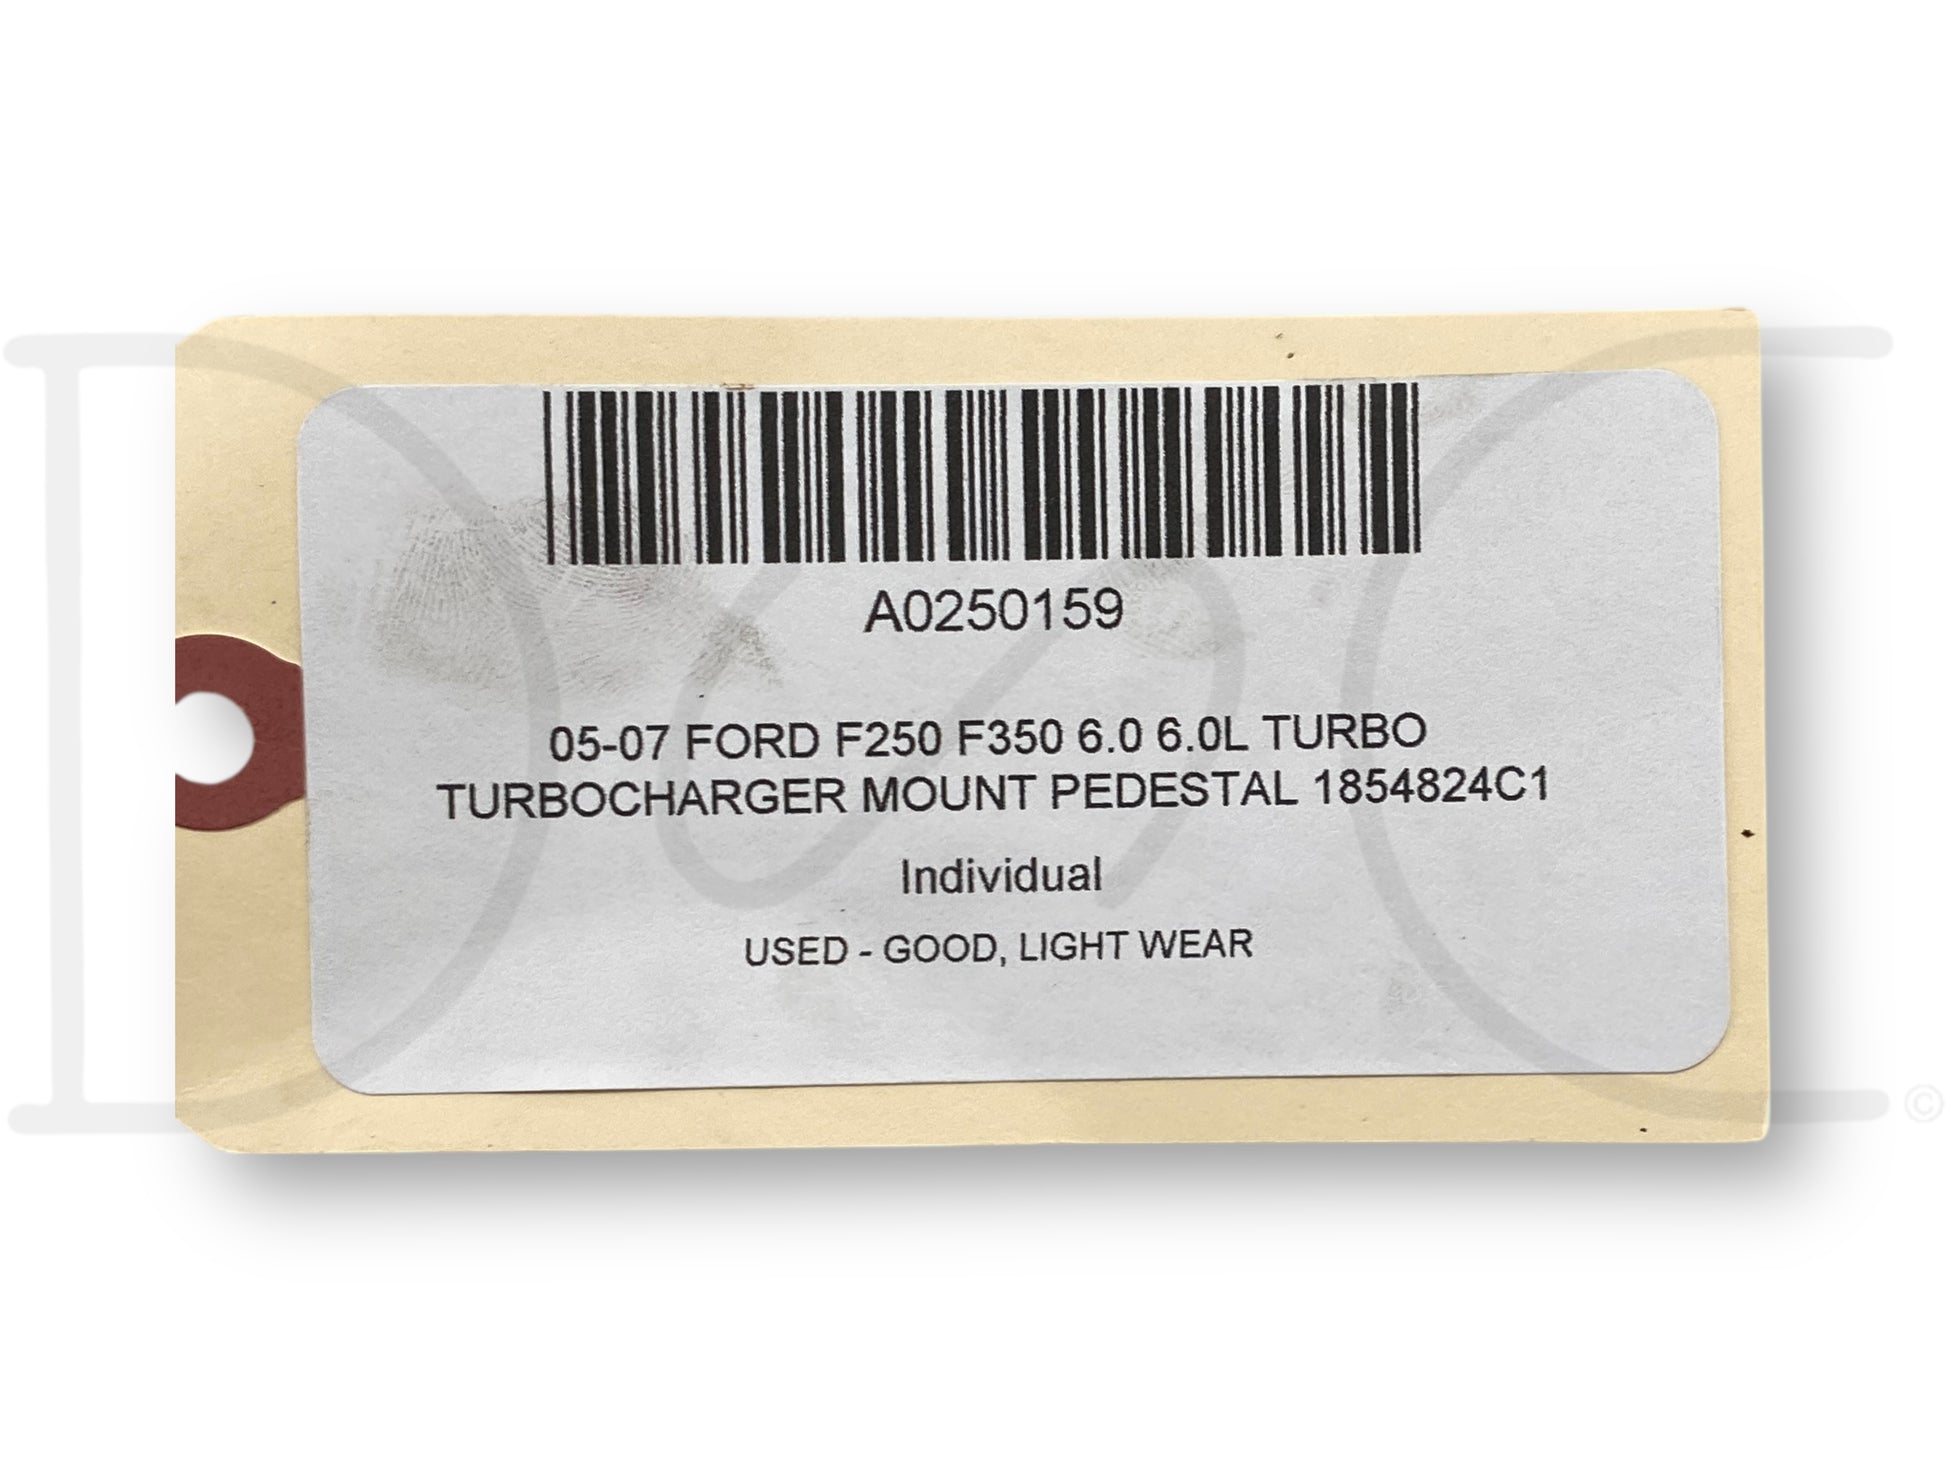 A0250159
05-07 FORD F250 F350 6.0 6.0L TURBO
TURBOCHARGER MOUNT PEDESTAL 1854824C1
Individual
USED - GOOD, LIGHT WEAR
©